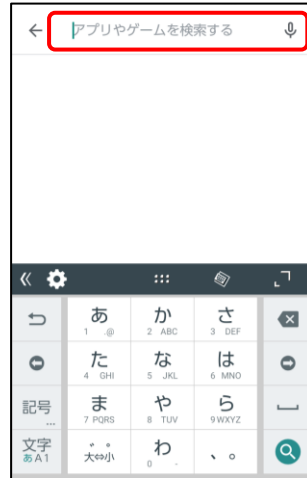 アプリやゲームを検索する
あ
1 .@
か
2 ABC
さ
3 DEF
た
4 GHI
な
5 JKL
は
6 MNO
記号
...
ま
7 PQRS
や
8 TUV
ら
9 WXYZ
文字
あA1
゛゜
大⇔小
わ
0 -
、。